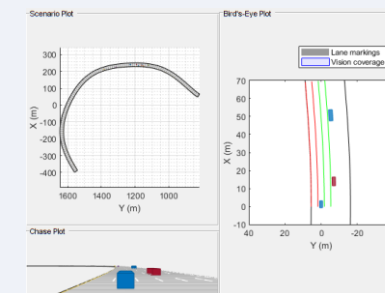 Scenario Plot
300
200
100
0
-100
-200
-300
-400
X (m)
1600 1400 1200 1000
Y (m)
Bird's-Eye Plot
Lane markings
Vision coverage
70
60
50
40
30
20
10
0
-10
X (m)
40 20 0 -20
Y (m)
Chase Plot